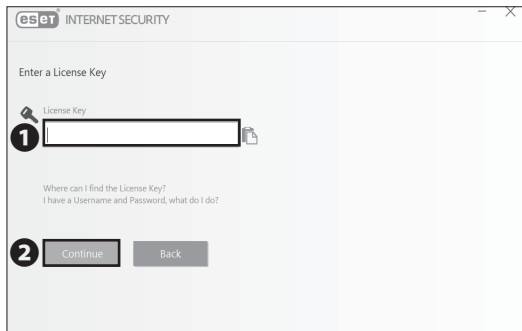 eset® INTERNET SECURITY
Enter a License Key
License Key
1
Where can I find the License Key?
I have a Username and Password, what do I do?
2 Continue Back